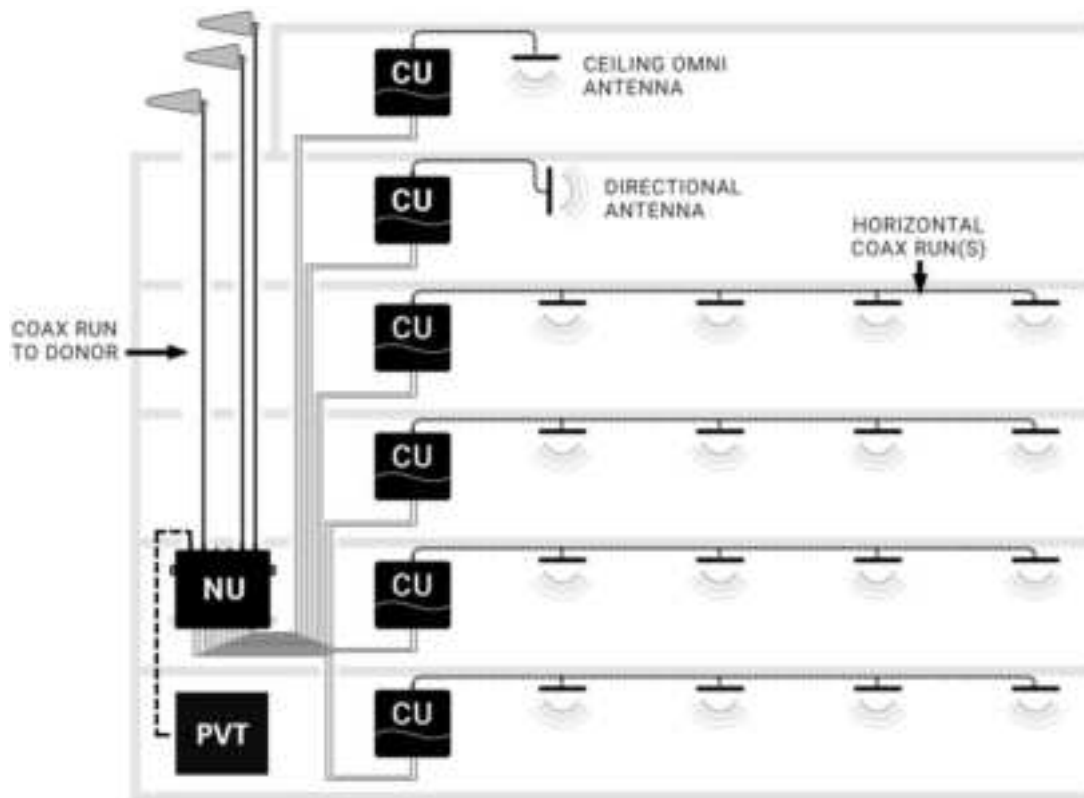 CU
CEILING OMNI
ANTENNA
CU
DIRECTIONAL
ANTENNA
HORIZONTAL
COAX RUN(S)
COAX RUN
TO DONOR
CU
CU
NU
CU
PVT
CU